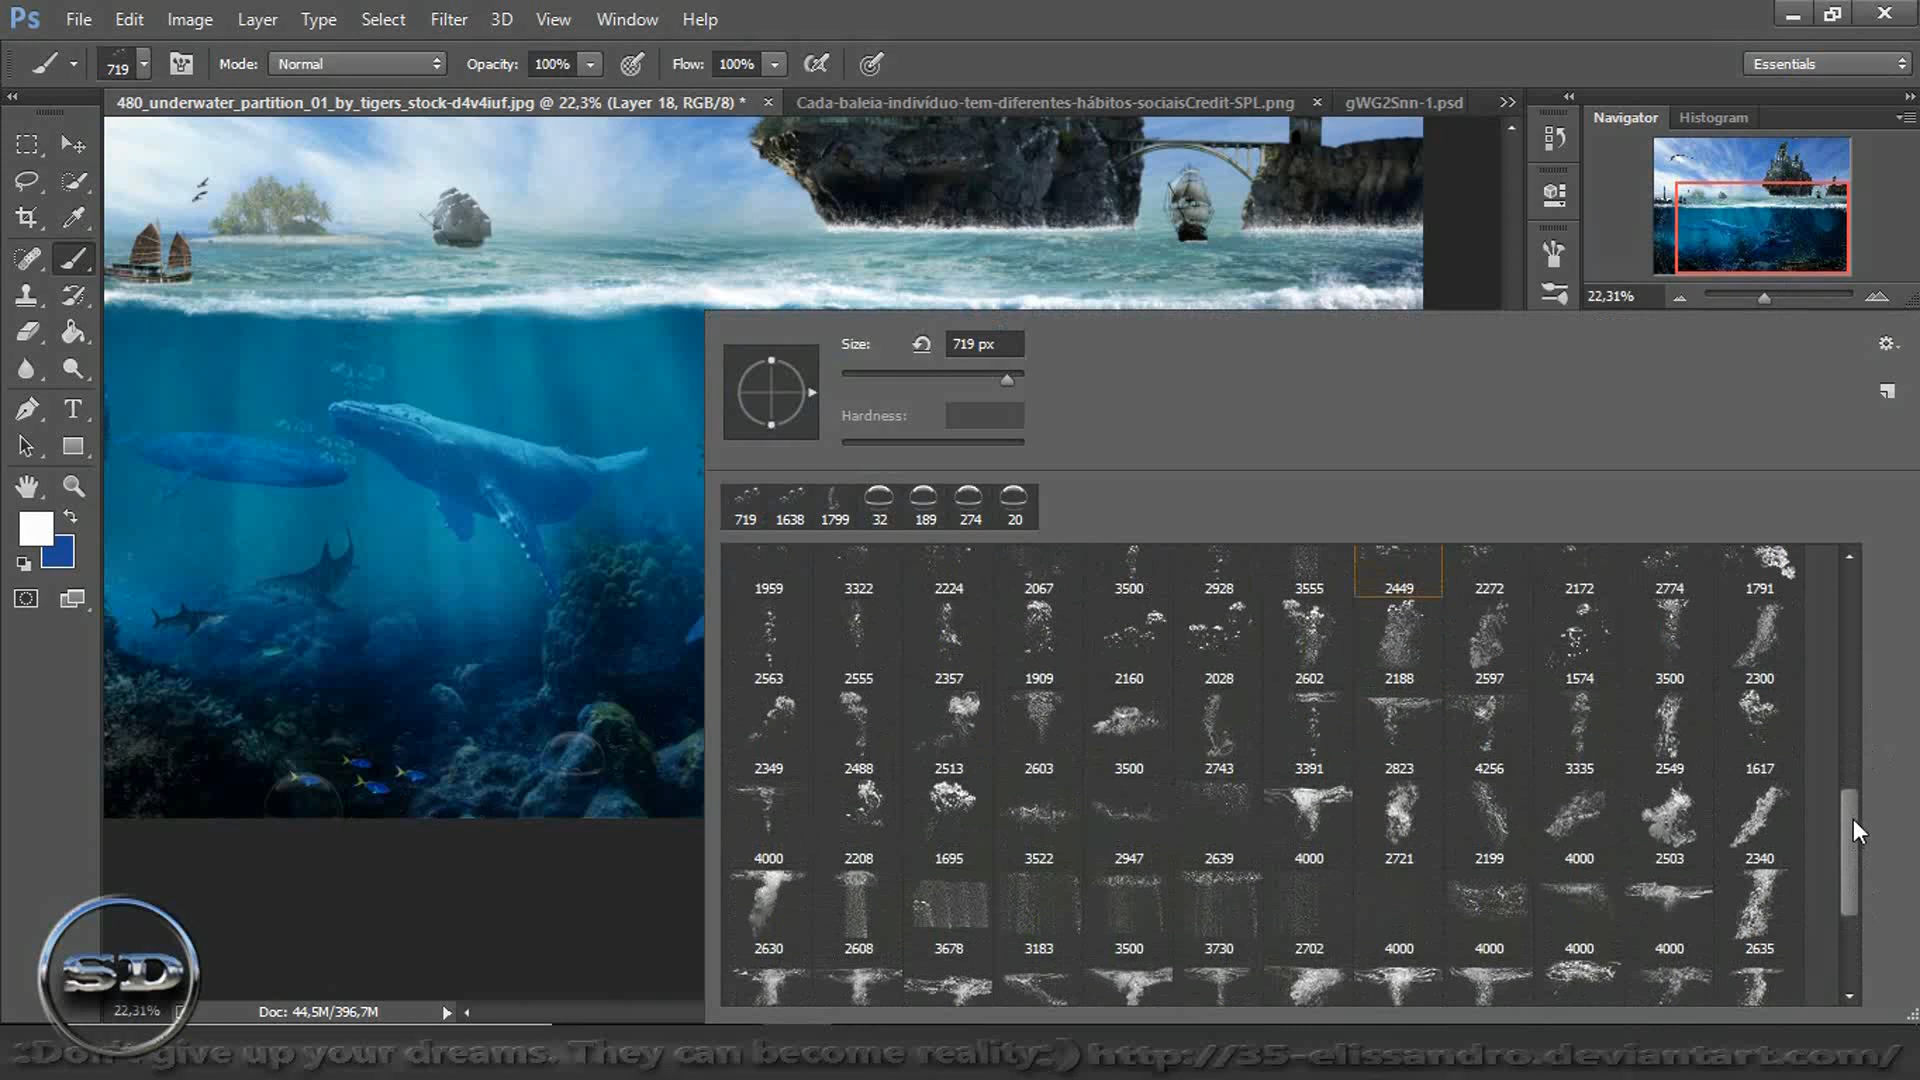 Ps File Edit Image Layer Type Select Filter 3D View Window Help
719 Mode: Normal Opacity: 100% Flow: 100% Essentials
480_underwater_partition_01_by_tigers_stock-d4v4iuf.jpg @ 22,3% (Layer 18, RGB/8) * × Cada-baleia-indivíduo-tem-diferentes-hábitos-sociaisCredit-SPL.png × gWG2Snn-1.psd
Navigator Histogram
22,31%
Size: 719 px
Hardness:
719 1638 1799 32 189 274 20
1959 3322 2224 2067 3500 2928 3555 2449 2272 2172 2774 1791
2563 2555 2357 1909 2160 2028 2602 2188 2597 1574 3500 2300
2349 2488 2513 2603 3500 2743 3391 2823 4256 3335 2549 1617
4000 2208 1695 3522 2947 2639 4000 2721 2199 4000 2503 2340
2630 2608 3678 3183 3500 3730 2702 4000 4000 4000 4000 2635
SD
22,31% Doc: 44,5M/396,7M
:Don't give up your dreams. They can become reality:) http://35-elissandro.deviantart.com/